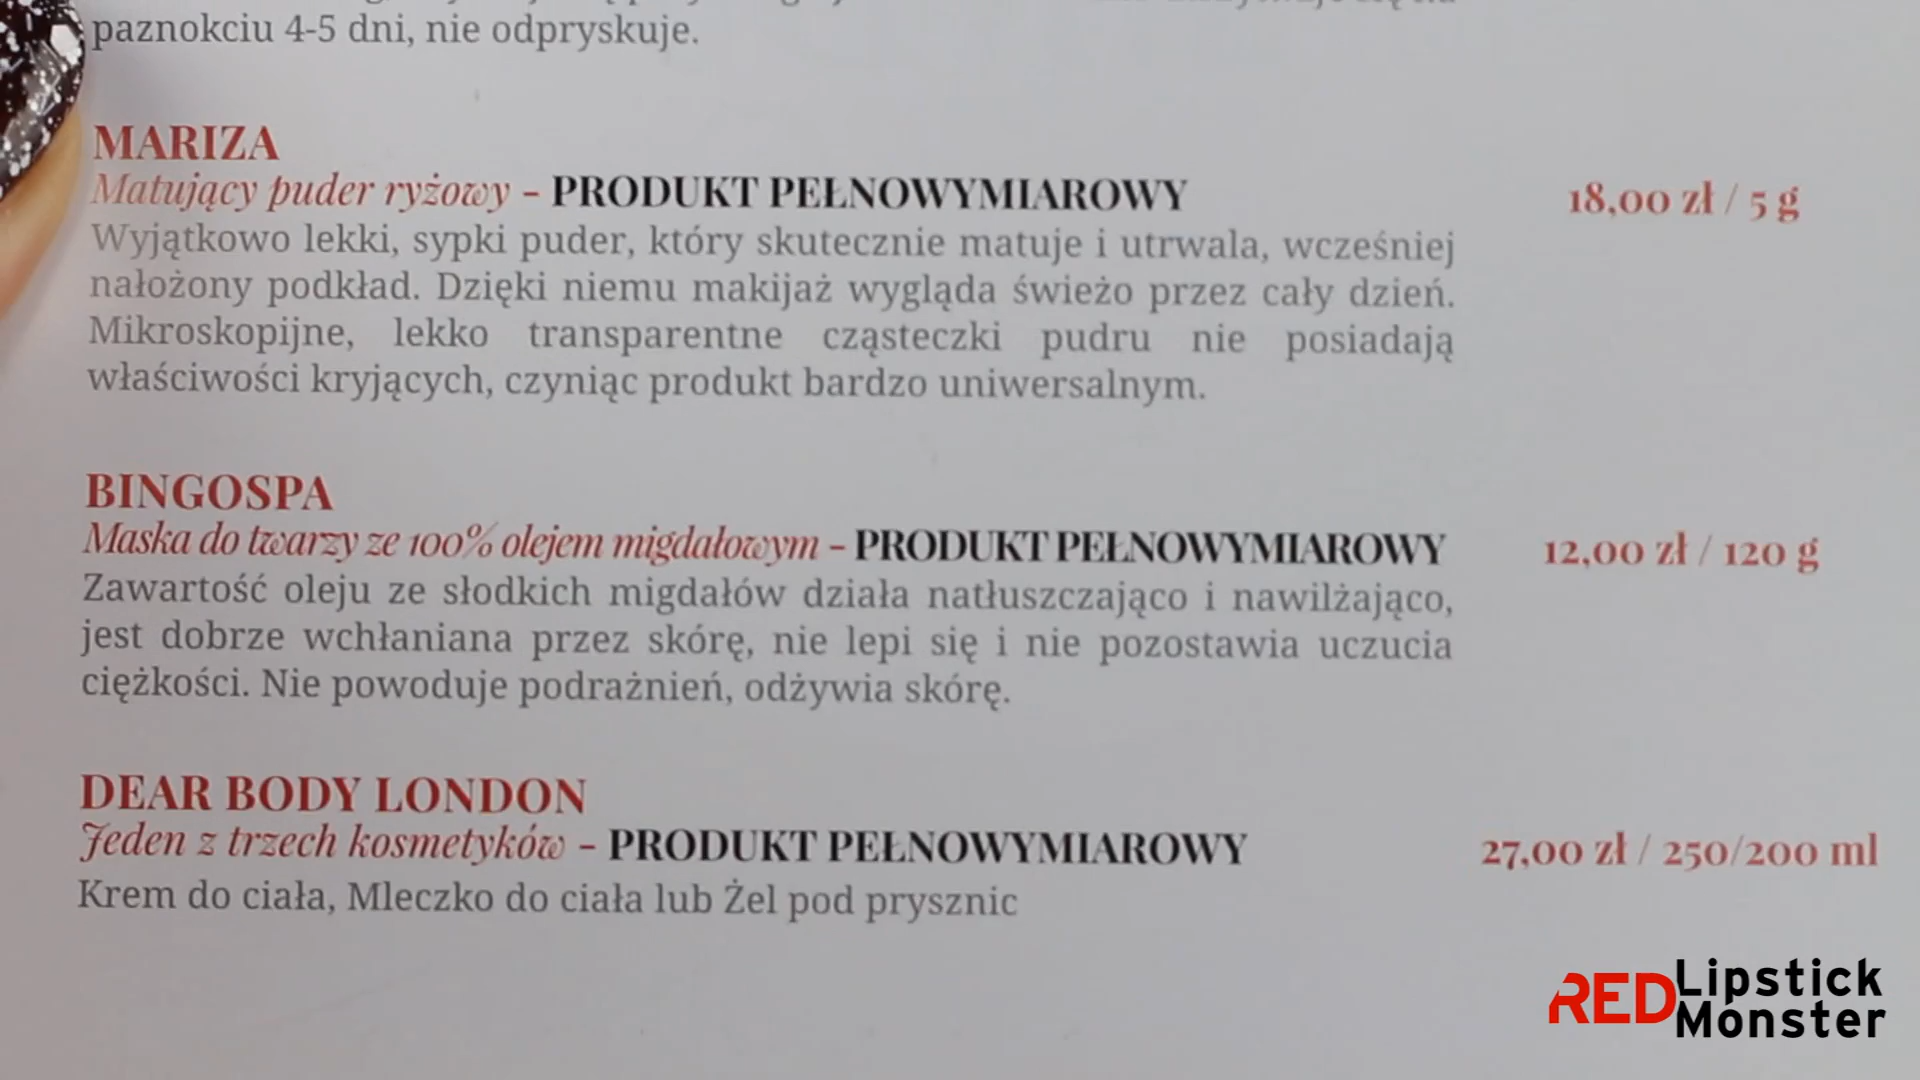 paznokciu 4-5 dni, nie odpryskuje.
MARIZA
Matujący puder ryżowy - PRODUKT PEŁNOWYMIAROWY 18,00 zł / 5 g
Wyjątkowo lekki, sypki puder, który skutecznie matuje i utrwala, wcześniej
nałożony podkład. Dzięki niemu makijaż wygląda świeżo przez cały dzień.
Mikroskopijne, lekko transparentne cząsteczki pudru nie posiadają
właściwości kryjących, czyniąc produkt bardzo uniwersalnym.
BINGOSPA
Maska do twarzy ze 100% olejem migdałowym - PRODUKT PEŁNOWYMIAROWY 12,00 zł / 120 g
Zawartość oleju ze słodkich migdałów działa natłuszczająco i nawilżająco,
jest dobrze wchłaniana przez skórę, nie lepi się i nie pozostawia uczucia
ciężkości. Nie powoduje podrażnień, odżywia skórę.
DEAR BODY LONDON
Jeden z trzech kosmetyków - PRODUKT PEŁNOWYMIAROWY 27,00 zł / 250/200 ml
Krem do ciała, Mleczko do ciała lub Żel pod prysznic
RED Lipstick
Monster